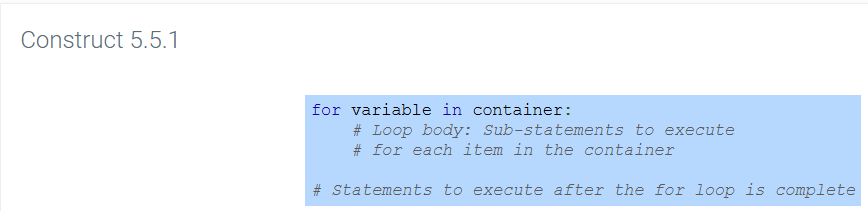 Construct 5.5.1
for variable in container:
# Loop body: Sub-statements to execute
# for each item in the container
# Statements to execute after the for loop is complete